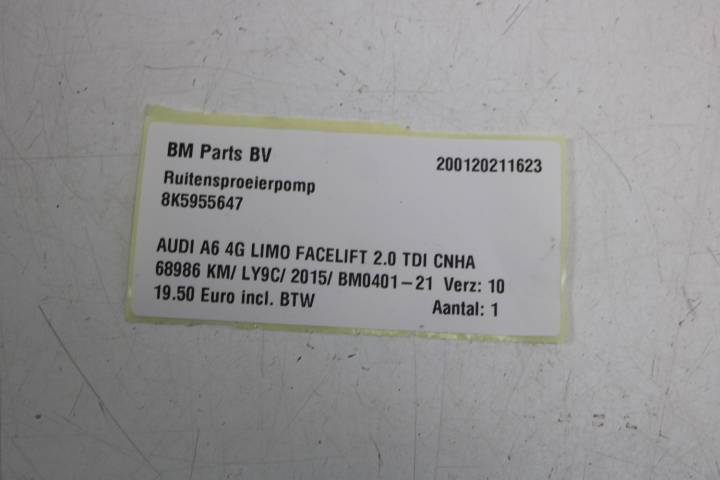 BM Parts BV 200120211623
Ruitensproeierpomp
8K5955647
AUDI A6 4G LIMO FACELIFT 2.0 TDI CNHA
68986 KM/ LY9C/ 2015/ BM0401-21 Verz: 10
19.50 Euro incl. BTW Aantal: 1